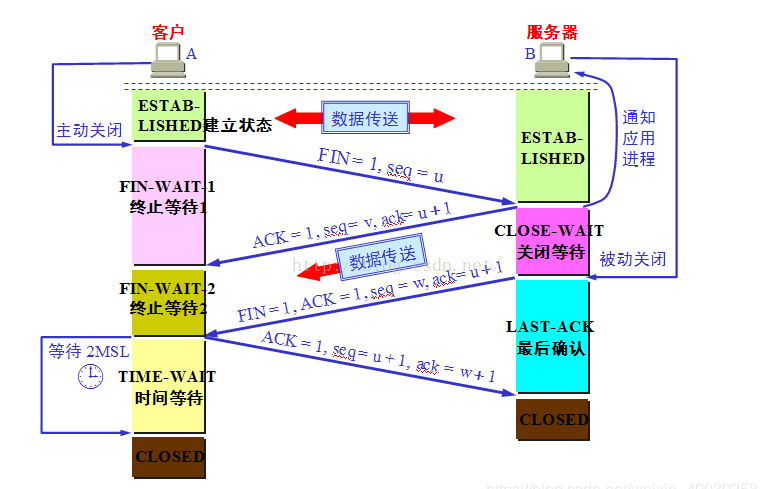 客户
服务器
A
B
ESTAB-
LISHED建立状态
数据传送
ESTAB-
LISHED
通知
应用
进程
主动关闭
FIN = 1, seq = u
FIN-WAIT-1
终止等待1
ACK = 1, seq= v, ack= u+1
CLOSE-WAIT
关闭等待
数据传送
被动关闭
FIN-WAIT-2
终止等待2
FIN=1, ACK = 1, seq = w, ack= u+1
LAST-ACK
最后确认
ACK = 1, seq= u+1, ack = w+1
等待 2MSL
TIME-WAIT
时间等待
CLOSED
CLOSED